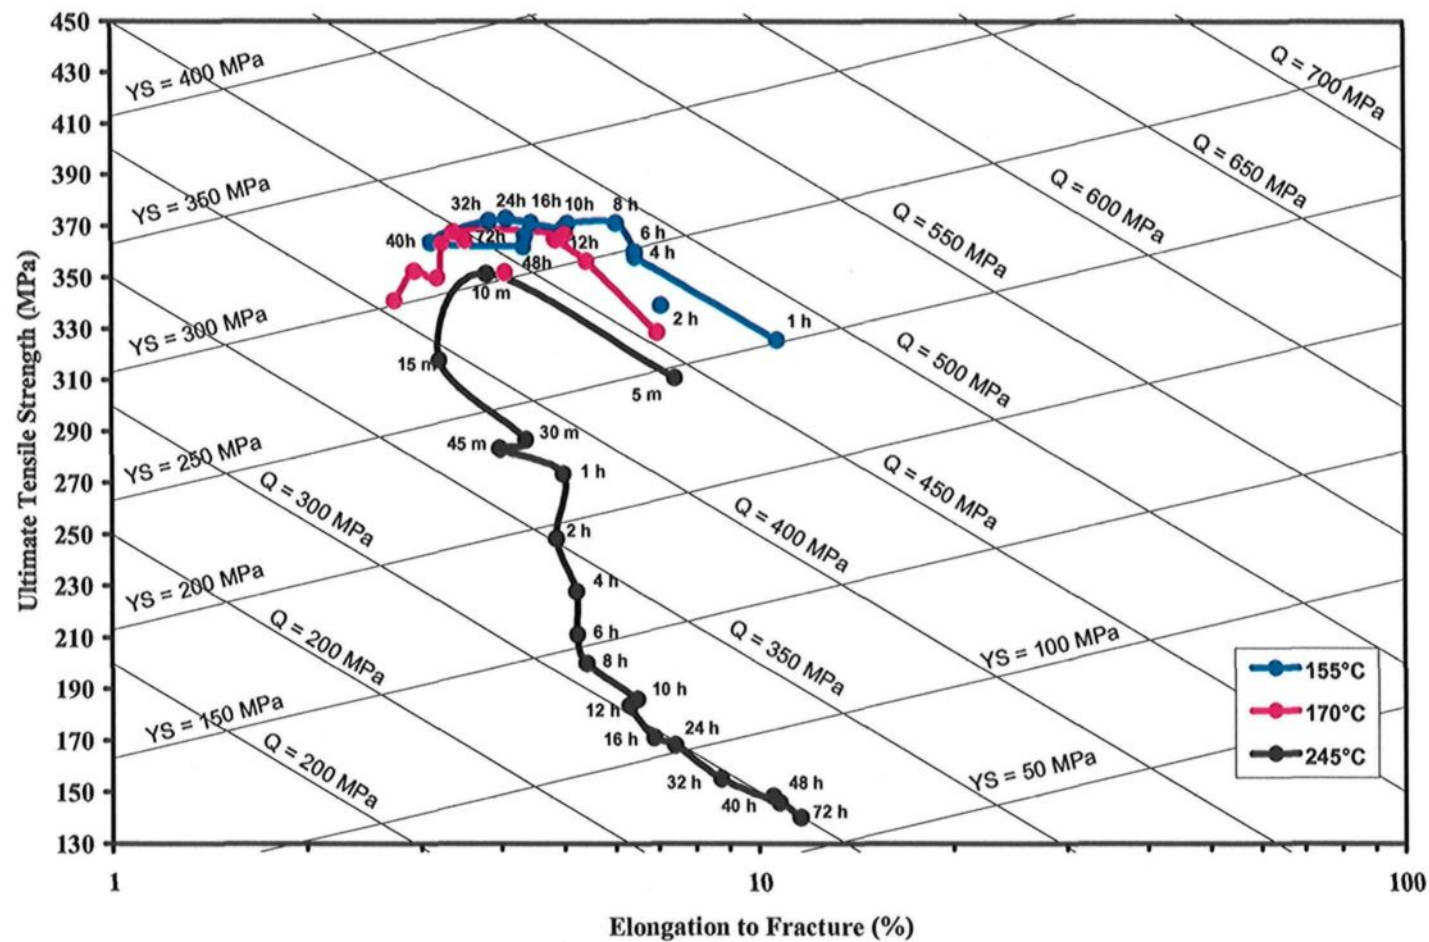 450
430
410
390
370
350
330
310
290
270
250
230
210
190
170
150
130
Ultimate Tensile Strength (MPa)
YS = 400 MPa
YS = 350 MPa
YS = 300 MPa
YS = 250 MPa
YS = 200 MPa
YS = 150 MPa
YS = 100 MPa
YS = 50 MPa
Q = 700 MPa
Q = 650 MPa
Q = 600 MPa
Q = 550 MPa
Q = 500 MPa
Q = 450 MPa
Q = 400 MPa
Q = 350 MPa
Q = 300 MPa
Q = 200 MPa
Q = 200 MPa
32h
24h
16h
10h
8 h
6 h
4 h
40h
72h
12h
48h
2 h
1 h
10 m
5 m
15 m
30 m
45 m
1 h
2 h
4 h
6 h
8 h
10 h
12 h
16 h
24 h
32 h
40 h
48 h
72 h
155°C
170°C
245°C
1
10
100
Elongation to Fracture (%)